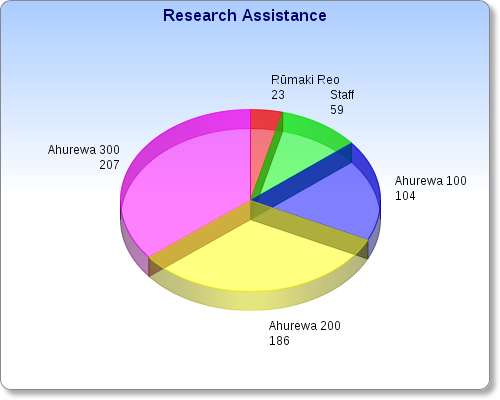 Research Assistance
Rūmaki Reo
23
Staff
59
Ahurewa 300
207
Ahurewa 100
104
Ahurewa 200
186